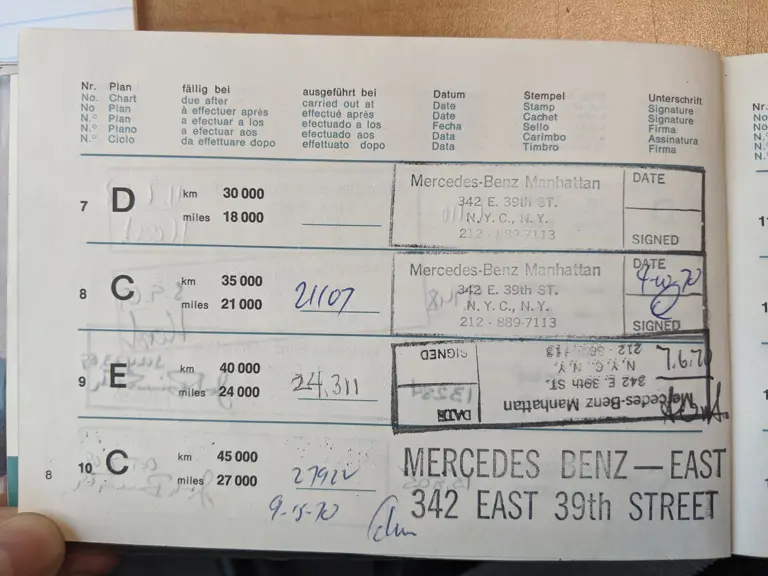 Nr. Plan fällig bei ausgeführt bei Datum Stempel Unterschrift
No. Chart due after carried out at Date Stamp Signature
No Plan à effectuer après effectué après Date Cachet Signature
N.° Plan a efectuar a los efectuado a los Fecha Sello Firma
N.° Plano a efectuar aos efectuado aos Data Carimbo Assinatura
N.° Ciclo da effettuare dopo effettuato dopo Data Timbro Firma
7 D km 30 000
miles 18 000
Mercedes-Benz Manhattan
342 E. 39th ST.
N.Y.C., N.Y.
212 - 889-7113
DATE
SIGNED
8 C km 35 000
miles 21 000
21107
Mercedes-Benz Manhattan
342 E. 39th ST.
N.Y.C., N.Y.
212 - 889-7113
DATE
SIGNED
9 E km 40 000
miles 24 000
24,311
Mercedes-Benz Manhattan
342 E. 39th ST.
N.Y.C., N.Y.
DATE
SIGNED
10 C km 45 000
miles 27 000
9-15-70
MERCEDES BENZ—EAST
342 EAST 39th STREET
8
Nr.
No.